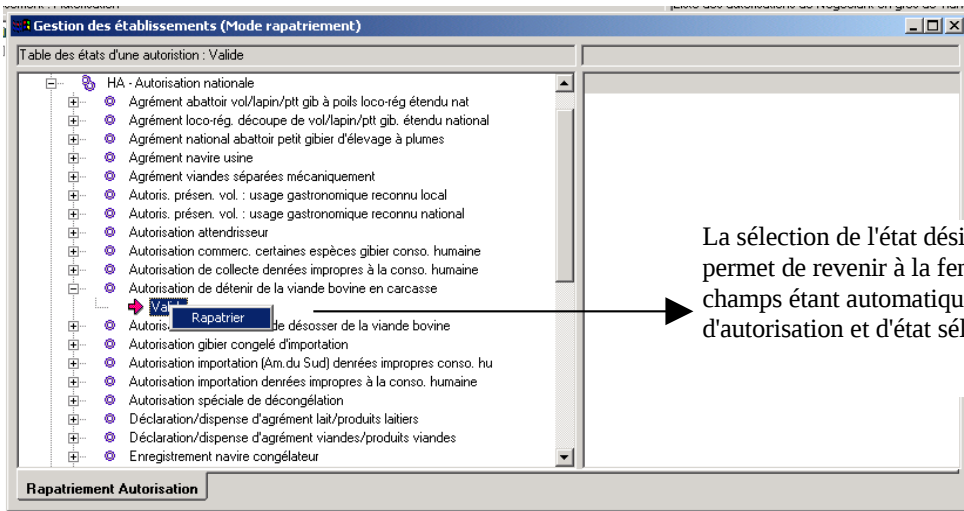 Gestion des établissements (Mode rapatriement)
Table des états d'une autoristion : Valide
HA - Autorisation nationale
Agrément abattoir vol/lapin/ptt gib à poils loco-rég étendu nat
Agrément loco-rég. découpe de vol/lapin/ptt gib. étendu national
Agrément national abattoir petit gibier d'élevage à plumes
Agrément navire usine
Agrément viandes séparées mécaniquement
Autoris. présen. vol. : usage gastronomique reconnu local
Autoris. présen. vol. : usage gastronomique reconnu national
Autorisation attendrisseur
Autorisation commerc. certaines espèces gibier conso. humaine
Autorisation de collecte denrées impropres à la conso. humaine
Autorisation de détenir de la viande bovine en carcasse
Rapatrier
de désosser de la viande bovine
Autorisation gibier congelé d'importation
Autorisation importation (Am.du Sud) denrées impropres conso. hu
Autorisation importation denrées impropres à la conso. humaine
Autorisation spéciale de décongélation
Déclaration/dispense d'agrément lait/produits laitiers
Déclaration/dispense d'agrément viandes/produits viandes
Enregistrement navire congélateur
Rapatriement Autorisation
La sélection de l'état dési
permet de revenir à la fe
champs étant automatiqu
d'autorisation et d'état sé